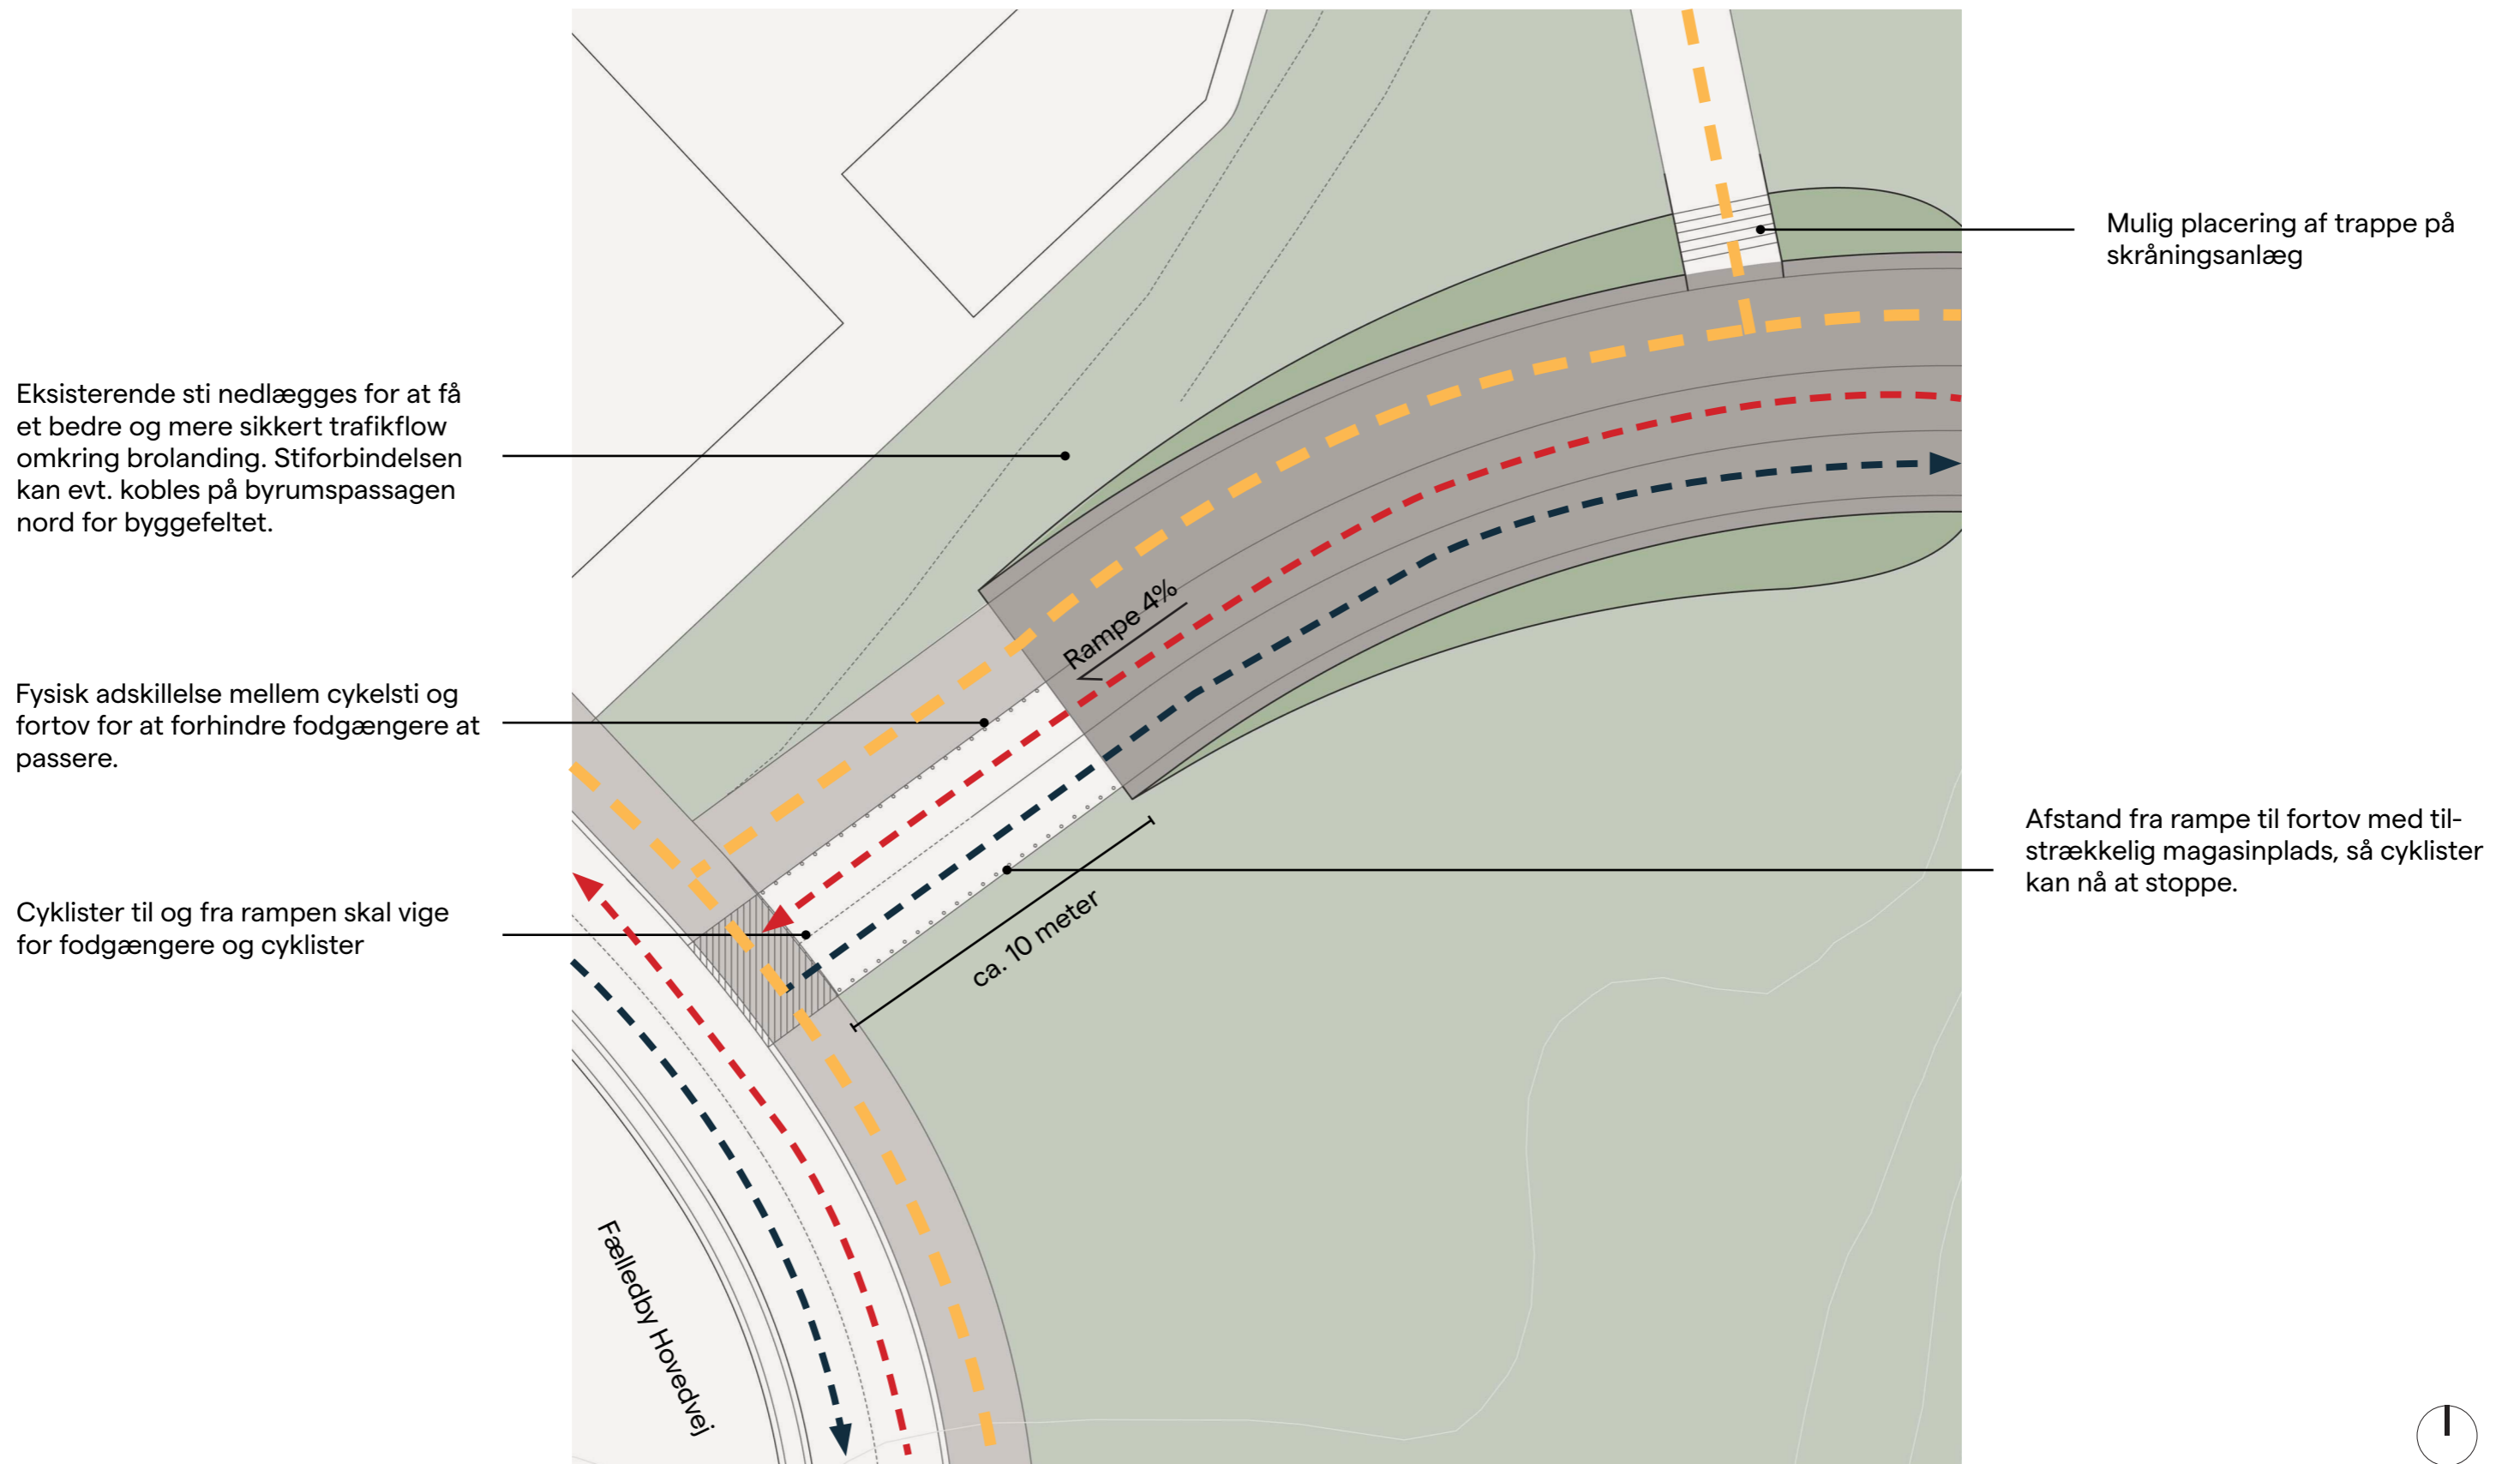 Mulig placering af trappe på
skråningsanlæg
Eksisterende sti nedlægges for at få
et bedre og mere sikkert trafikflow
omkring brolanding. Stiforbindelsen
kan evt. kobles på byrumspassagen
nord for byggefeltet.
Rampe 4%
Fysisk adskillelse mellem cykelsti og
fortov for at forhindre fodgængere at
passere.
Afstand fra rampe til fortov med til-
strækkelig magasinplads, så cyklister
kan nå at stoppe.
Cyklister til og fra rampen skal vige
for fodgængere og cyklister
ca. 10 meter
Fælledby Hovedvej